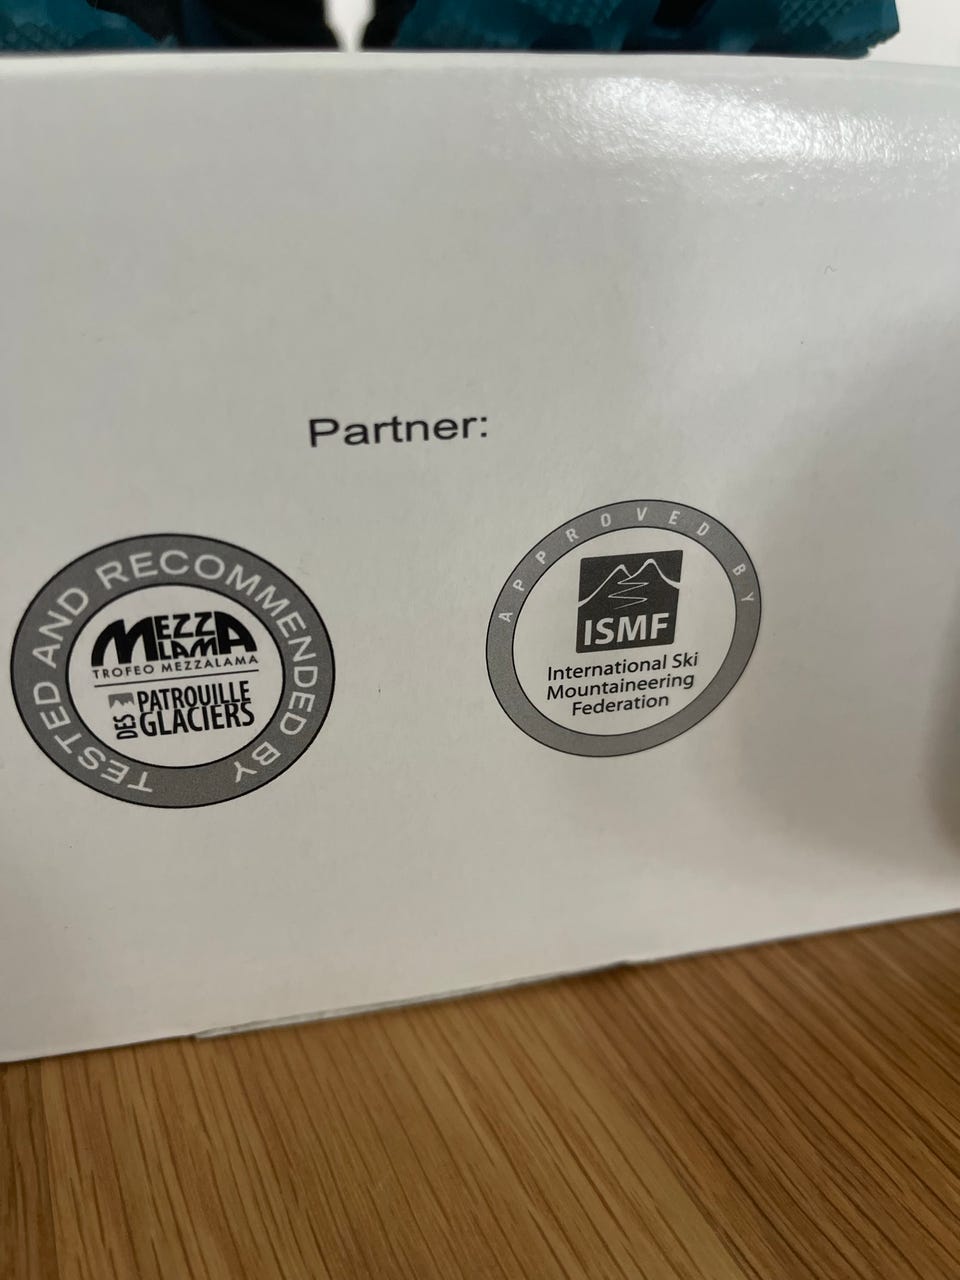 Partner:
TESTED AND RECOMMENDED BY
MEZZA
LAMA
TROFEO MEZZALAMA
PATROUILLE
DES GLACIERS
APPROVED BY
ISMF
International Ski
Mountaineering
Federation